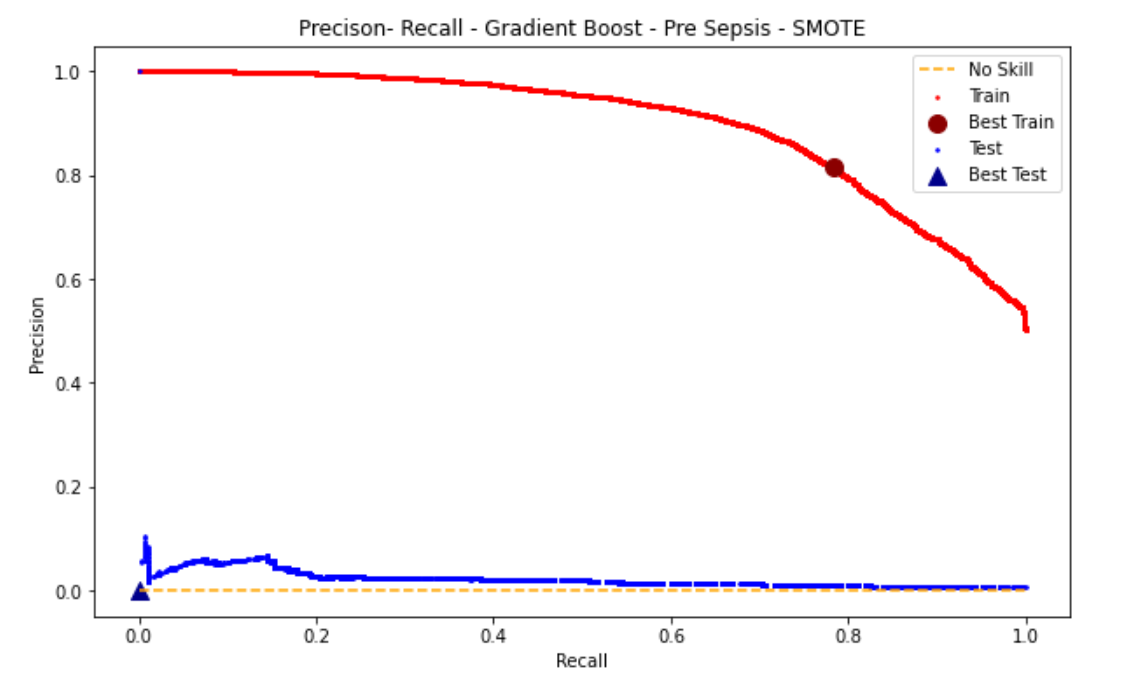 Precison- Recall - Gradient Boost - Pre Sepsis - SMOTE
No Skill
Train
Best Train
Test
Best Test
1.0
0.8
0.6
0.4
0.2
0.0
Precision
0.0 0.2 0.4 0.6 0.8 1.0
Recall